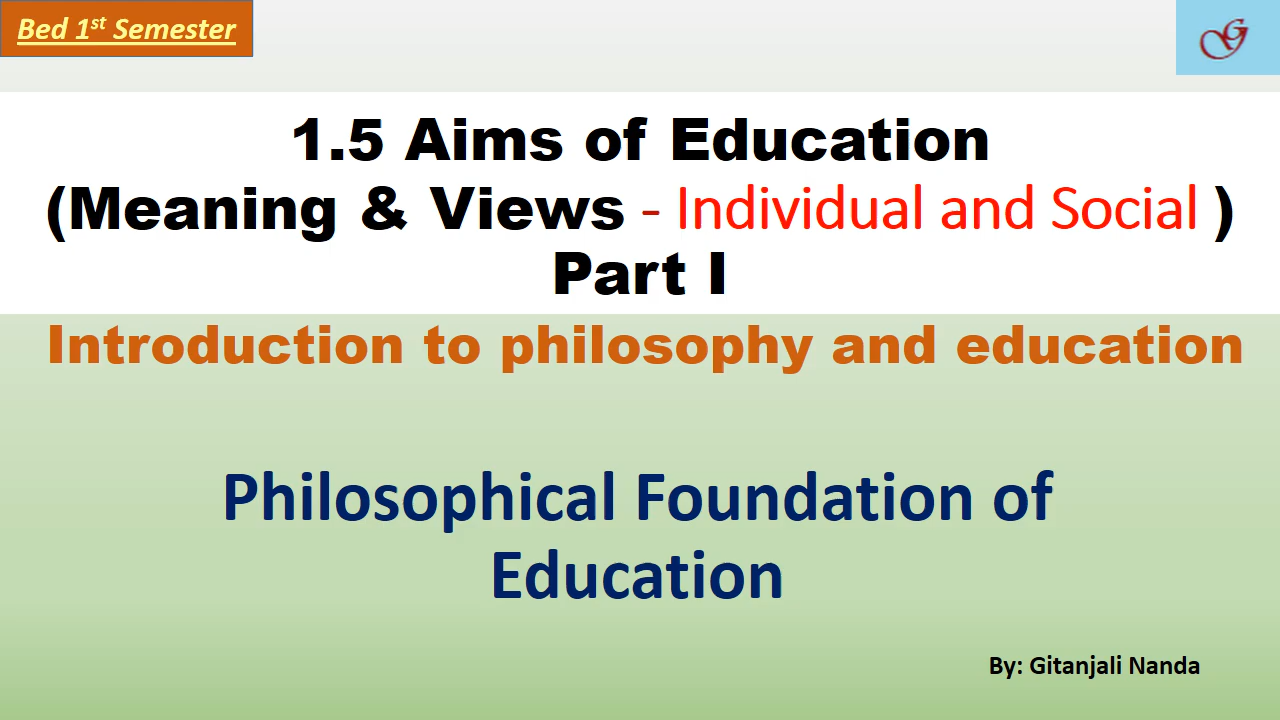 Bed 1st Semester
1.5 Aims of Education
(Meaning & Views - Individual and Social )
Part I
Introduction to philosophy and education
Philosophical Foundation of
Education
By: Gitanjali Nanda